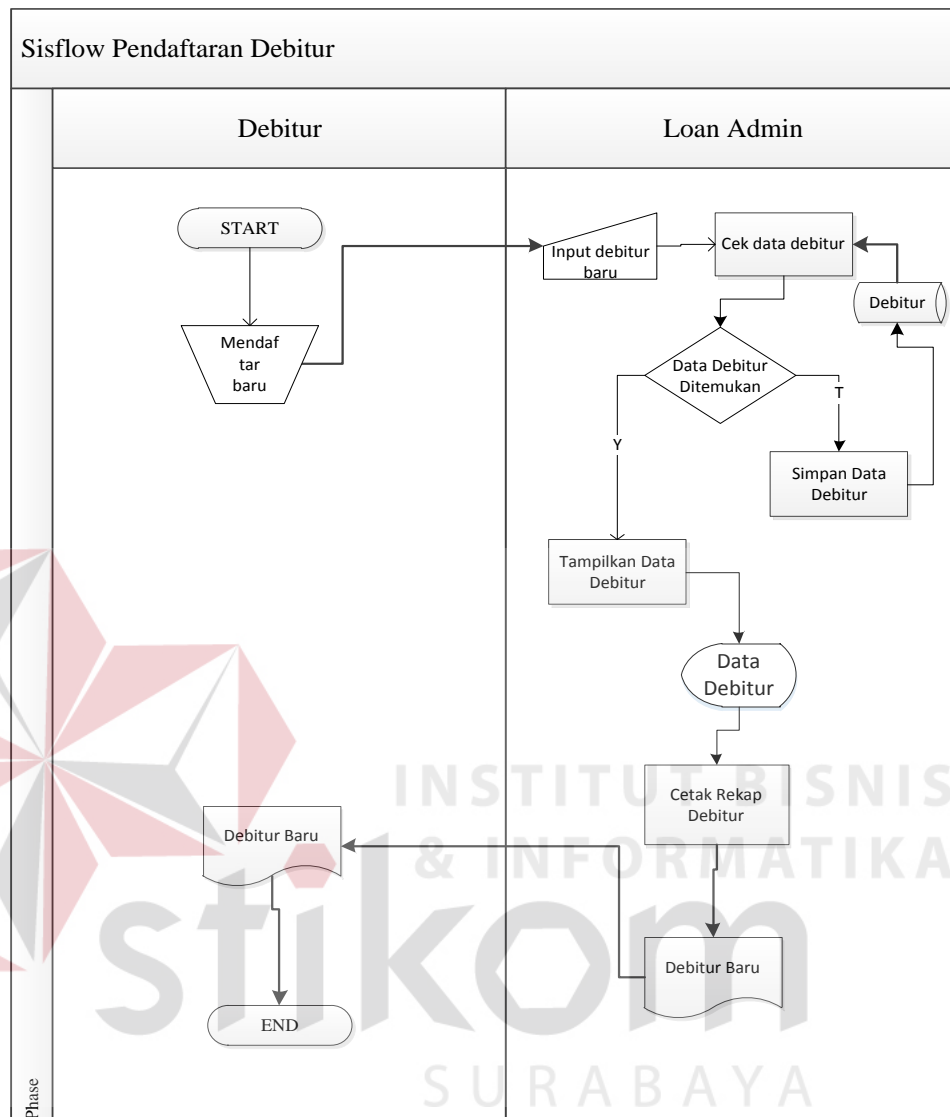 Sisflow Pendaftaran Debitur
Debitur
Loan Admin
START
Mendaf
tar
baru
Input debitur
baru
Cek data debitur
Debitur
Data Debitur
Ditemukan
Y
T
Simpan Data
Debitur
Tampilkan Data
Debitur
Data
Debitur
Cetak Rekap
Debitur
Debitur Baru
Debitur Baru
END
Phase
INSTITUT BISNIS
& INFORMATIKA
stikom
SURABAYA